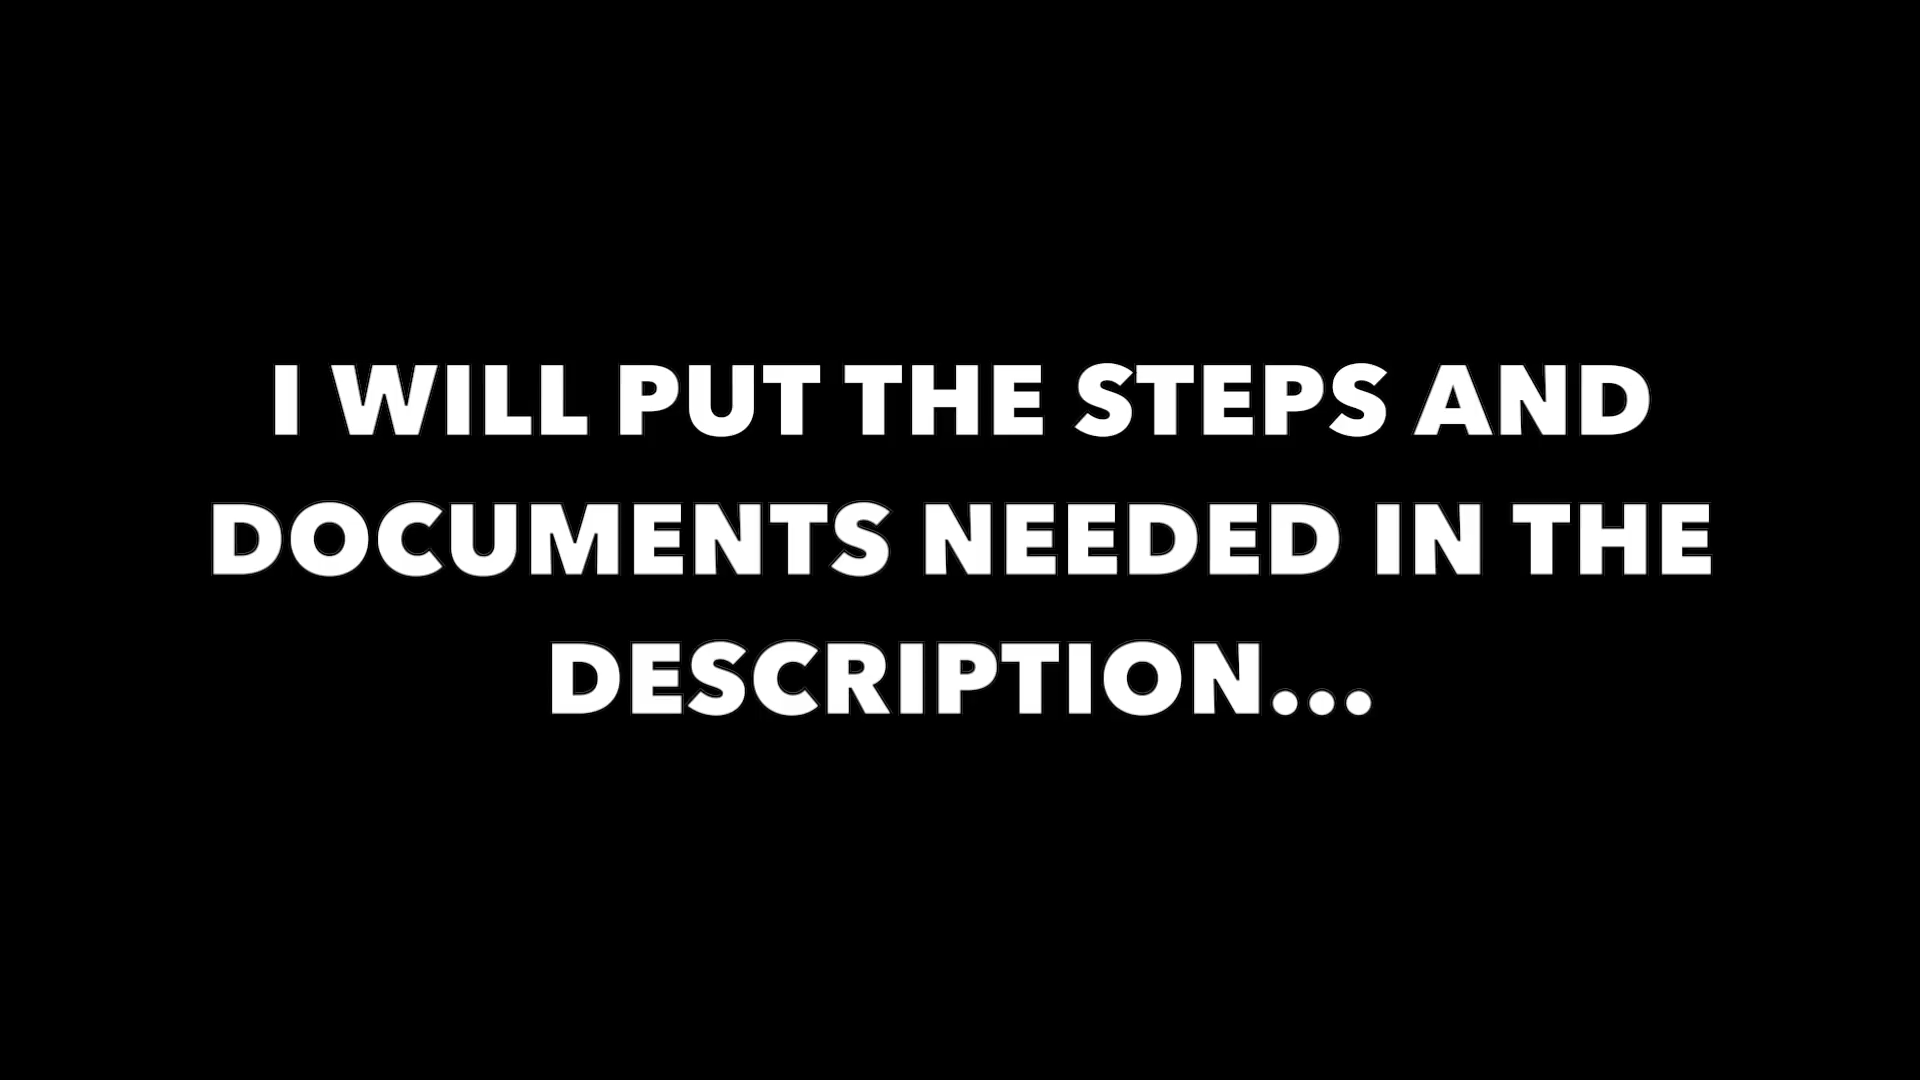 I WILL PUT THE STEPS AND
DOCUMENTS NEEDED IN THE
DESCRIPTION...